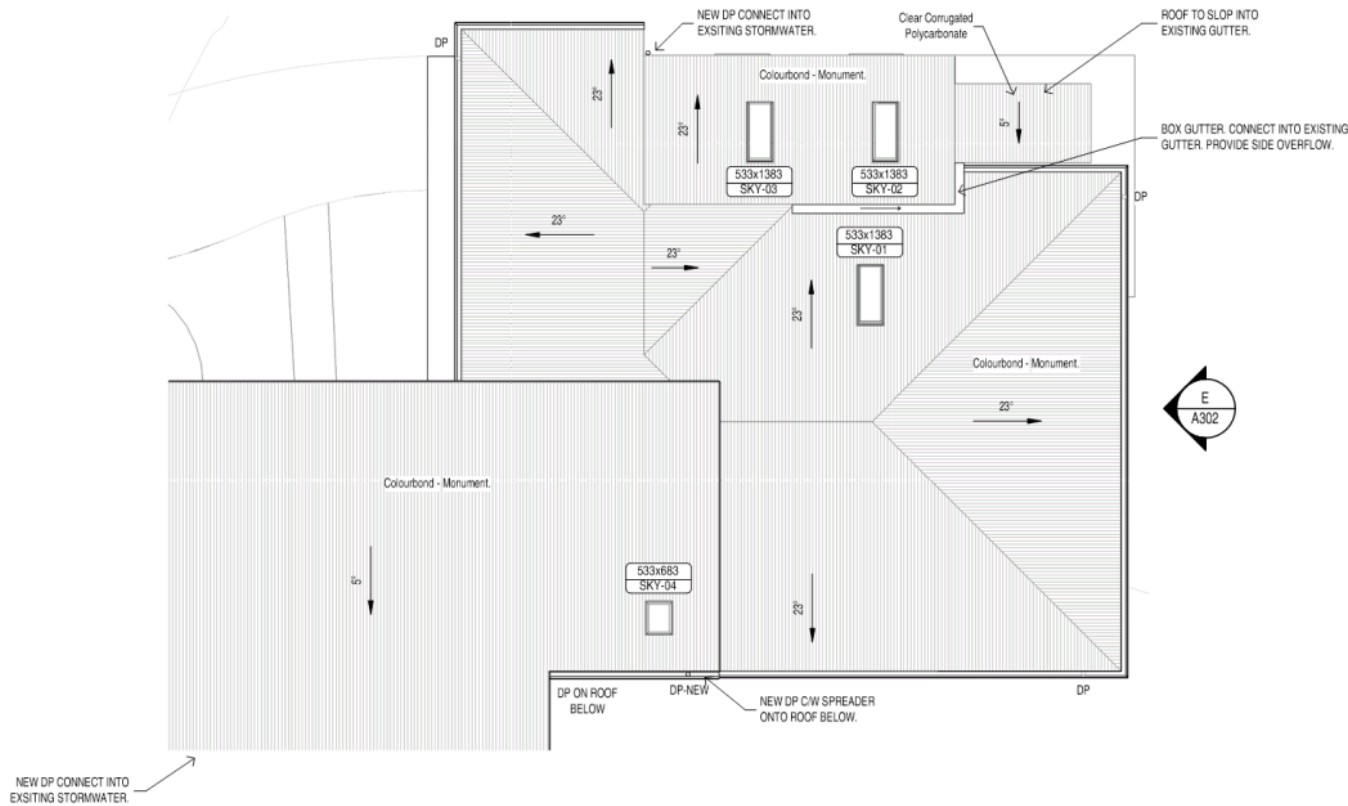 NEW DP CONNECT INTO
EXSITING STORMWATER.
Clear Corrugated
Polycarbonate
ROOF TO SLOP INTO
EXISTING GUTTER.
DP
Colourbond - Monument.
23°
23°
5°
BOX GUTTER. CONNECT INTO EXISTING
GUTTER. PROVIDE SIDE OVERFLOW.
533x1383
SKY-03
533x1383
SKY-02
DP
23°
533x1383
SKY-01
23°
23°
Colourbond - Monument.
23°
E
A302
Colourbond - Monument.
5°
533x683
SKY-04
23°
DP ON ROOF
BELOW
DP-NEW
NEW DP C/W SPREADER
ONTO ROOF BELOW.
DP
NEW DP CONNECT INTO
EXSITING STORMWATER.